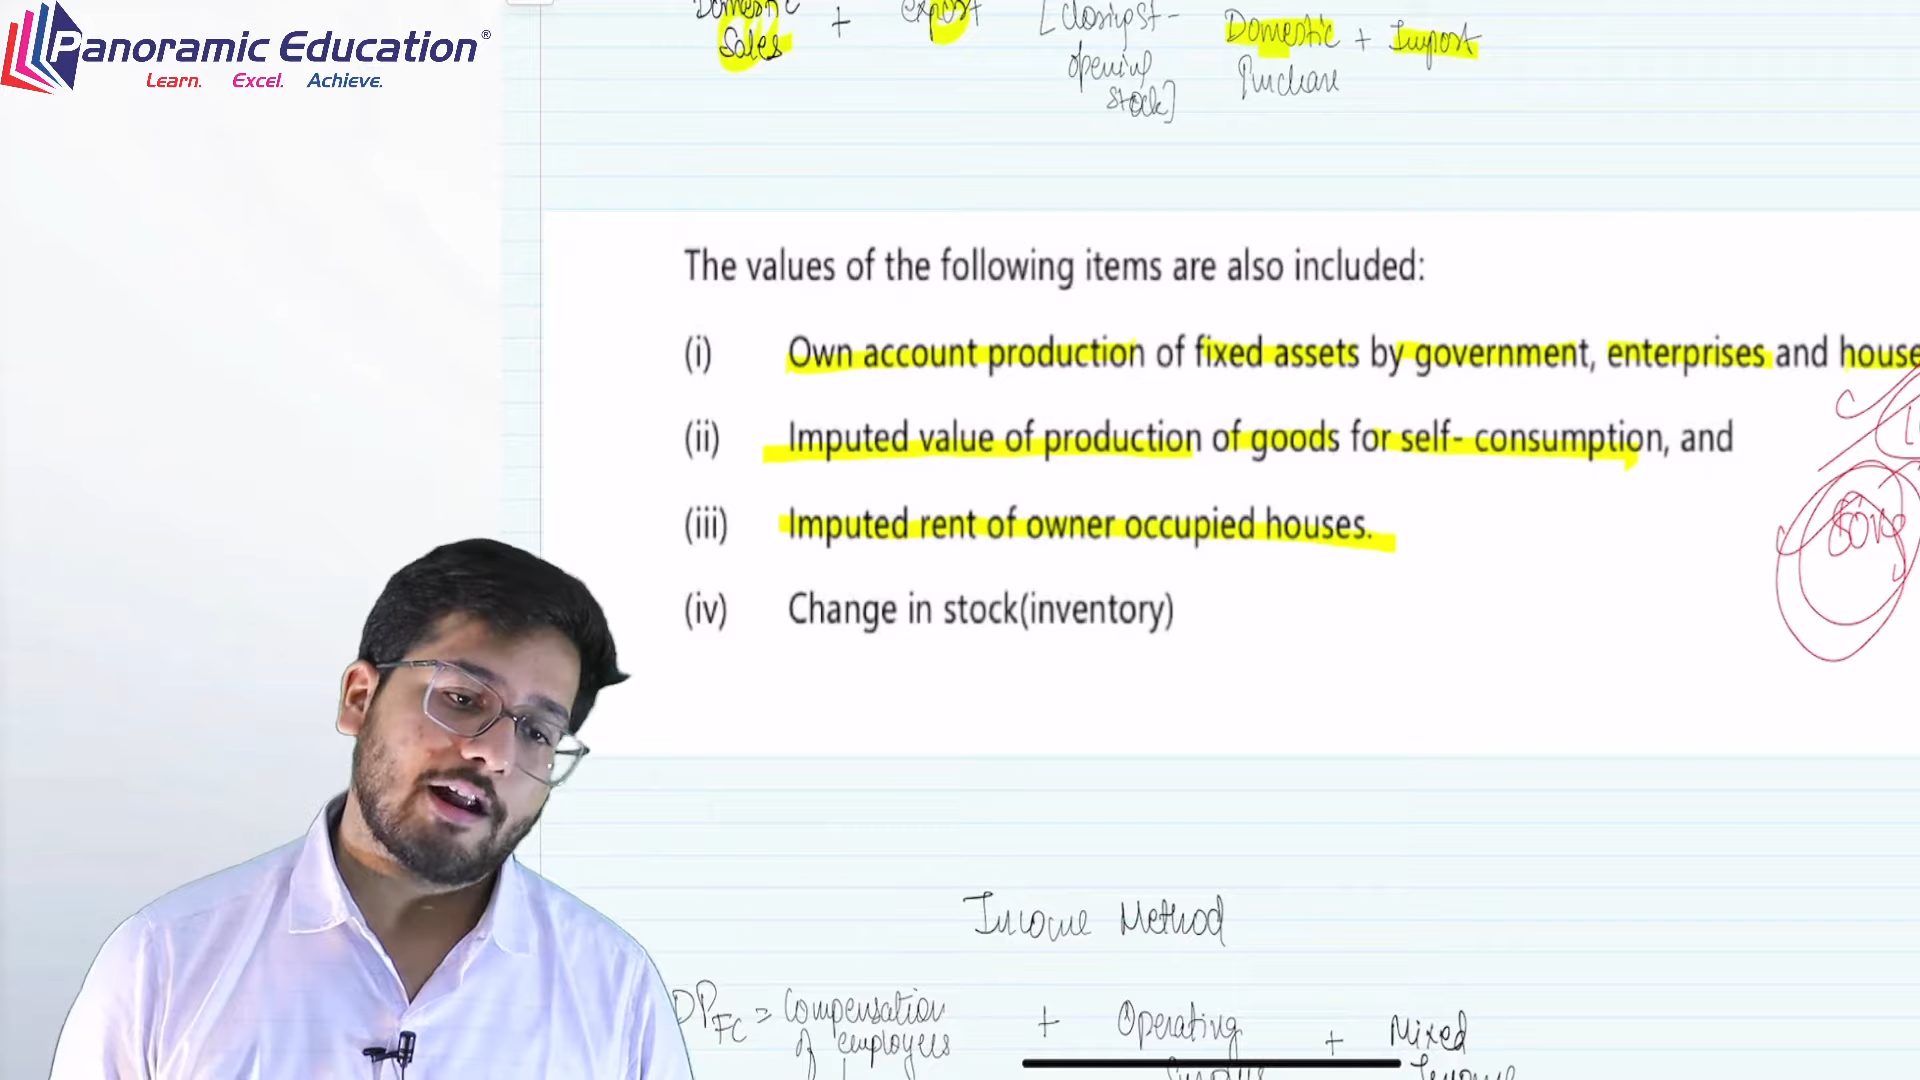 Panoramic Education®
Learn. Excel. Achieve.
Domestic + export [closing st- Domestic + Import
Sales opening Purchase
stock]
The values of the following items are also included:
(i) Own account production of fixed assets by government, enterprises and house
(ii) Imputed value of production of goods for self- consumption, and
(iii) Imputed rent of owner occupied houses.
(iv) Change in stock(inventory)
Income Method
DP FC = Compensation + Operating + Mixed
of employees